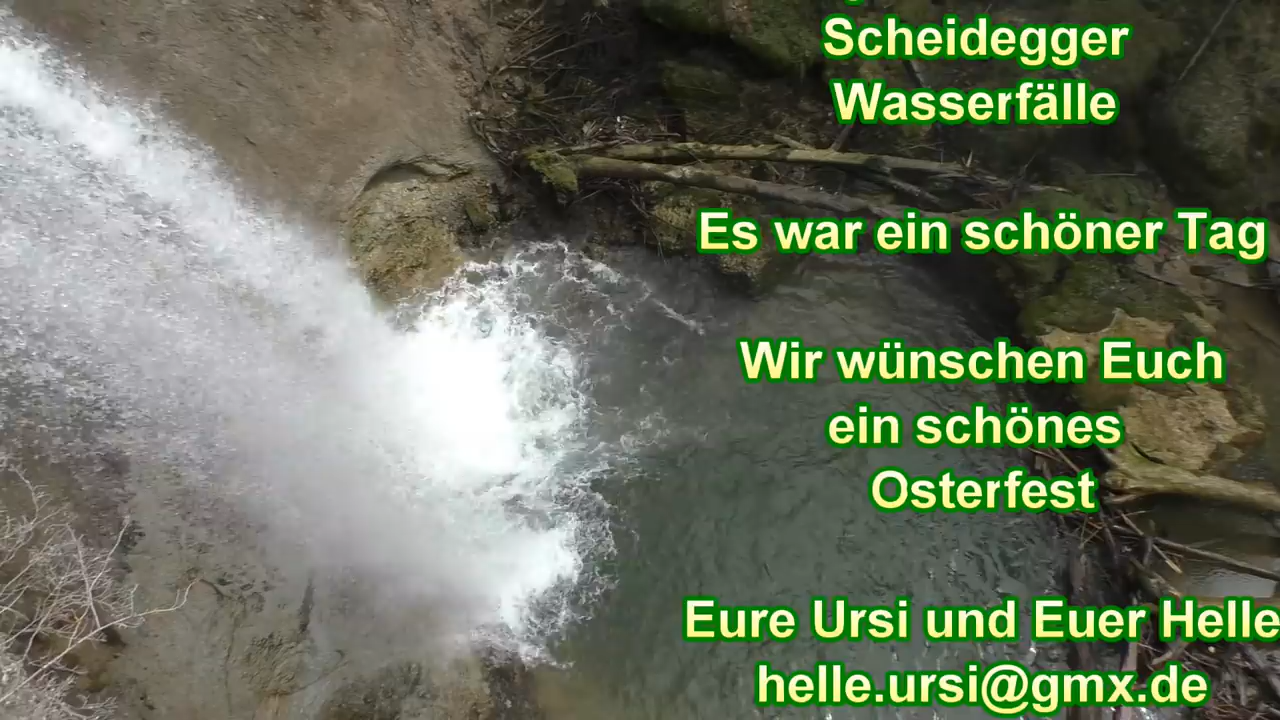 Scheidegger
Wasserfälle
Es war ein schöner Tag
Wir wünschen Euch
ein schönes
Osterfest
Eure Ursi und Euer Helle
helle.ursi@gmx.de